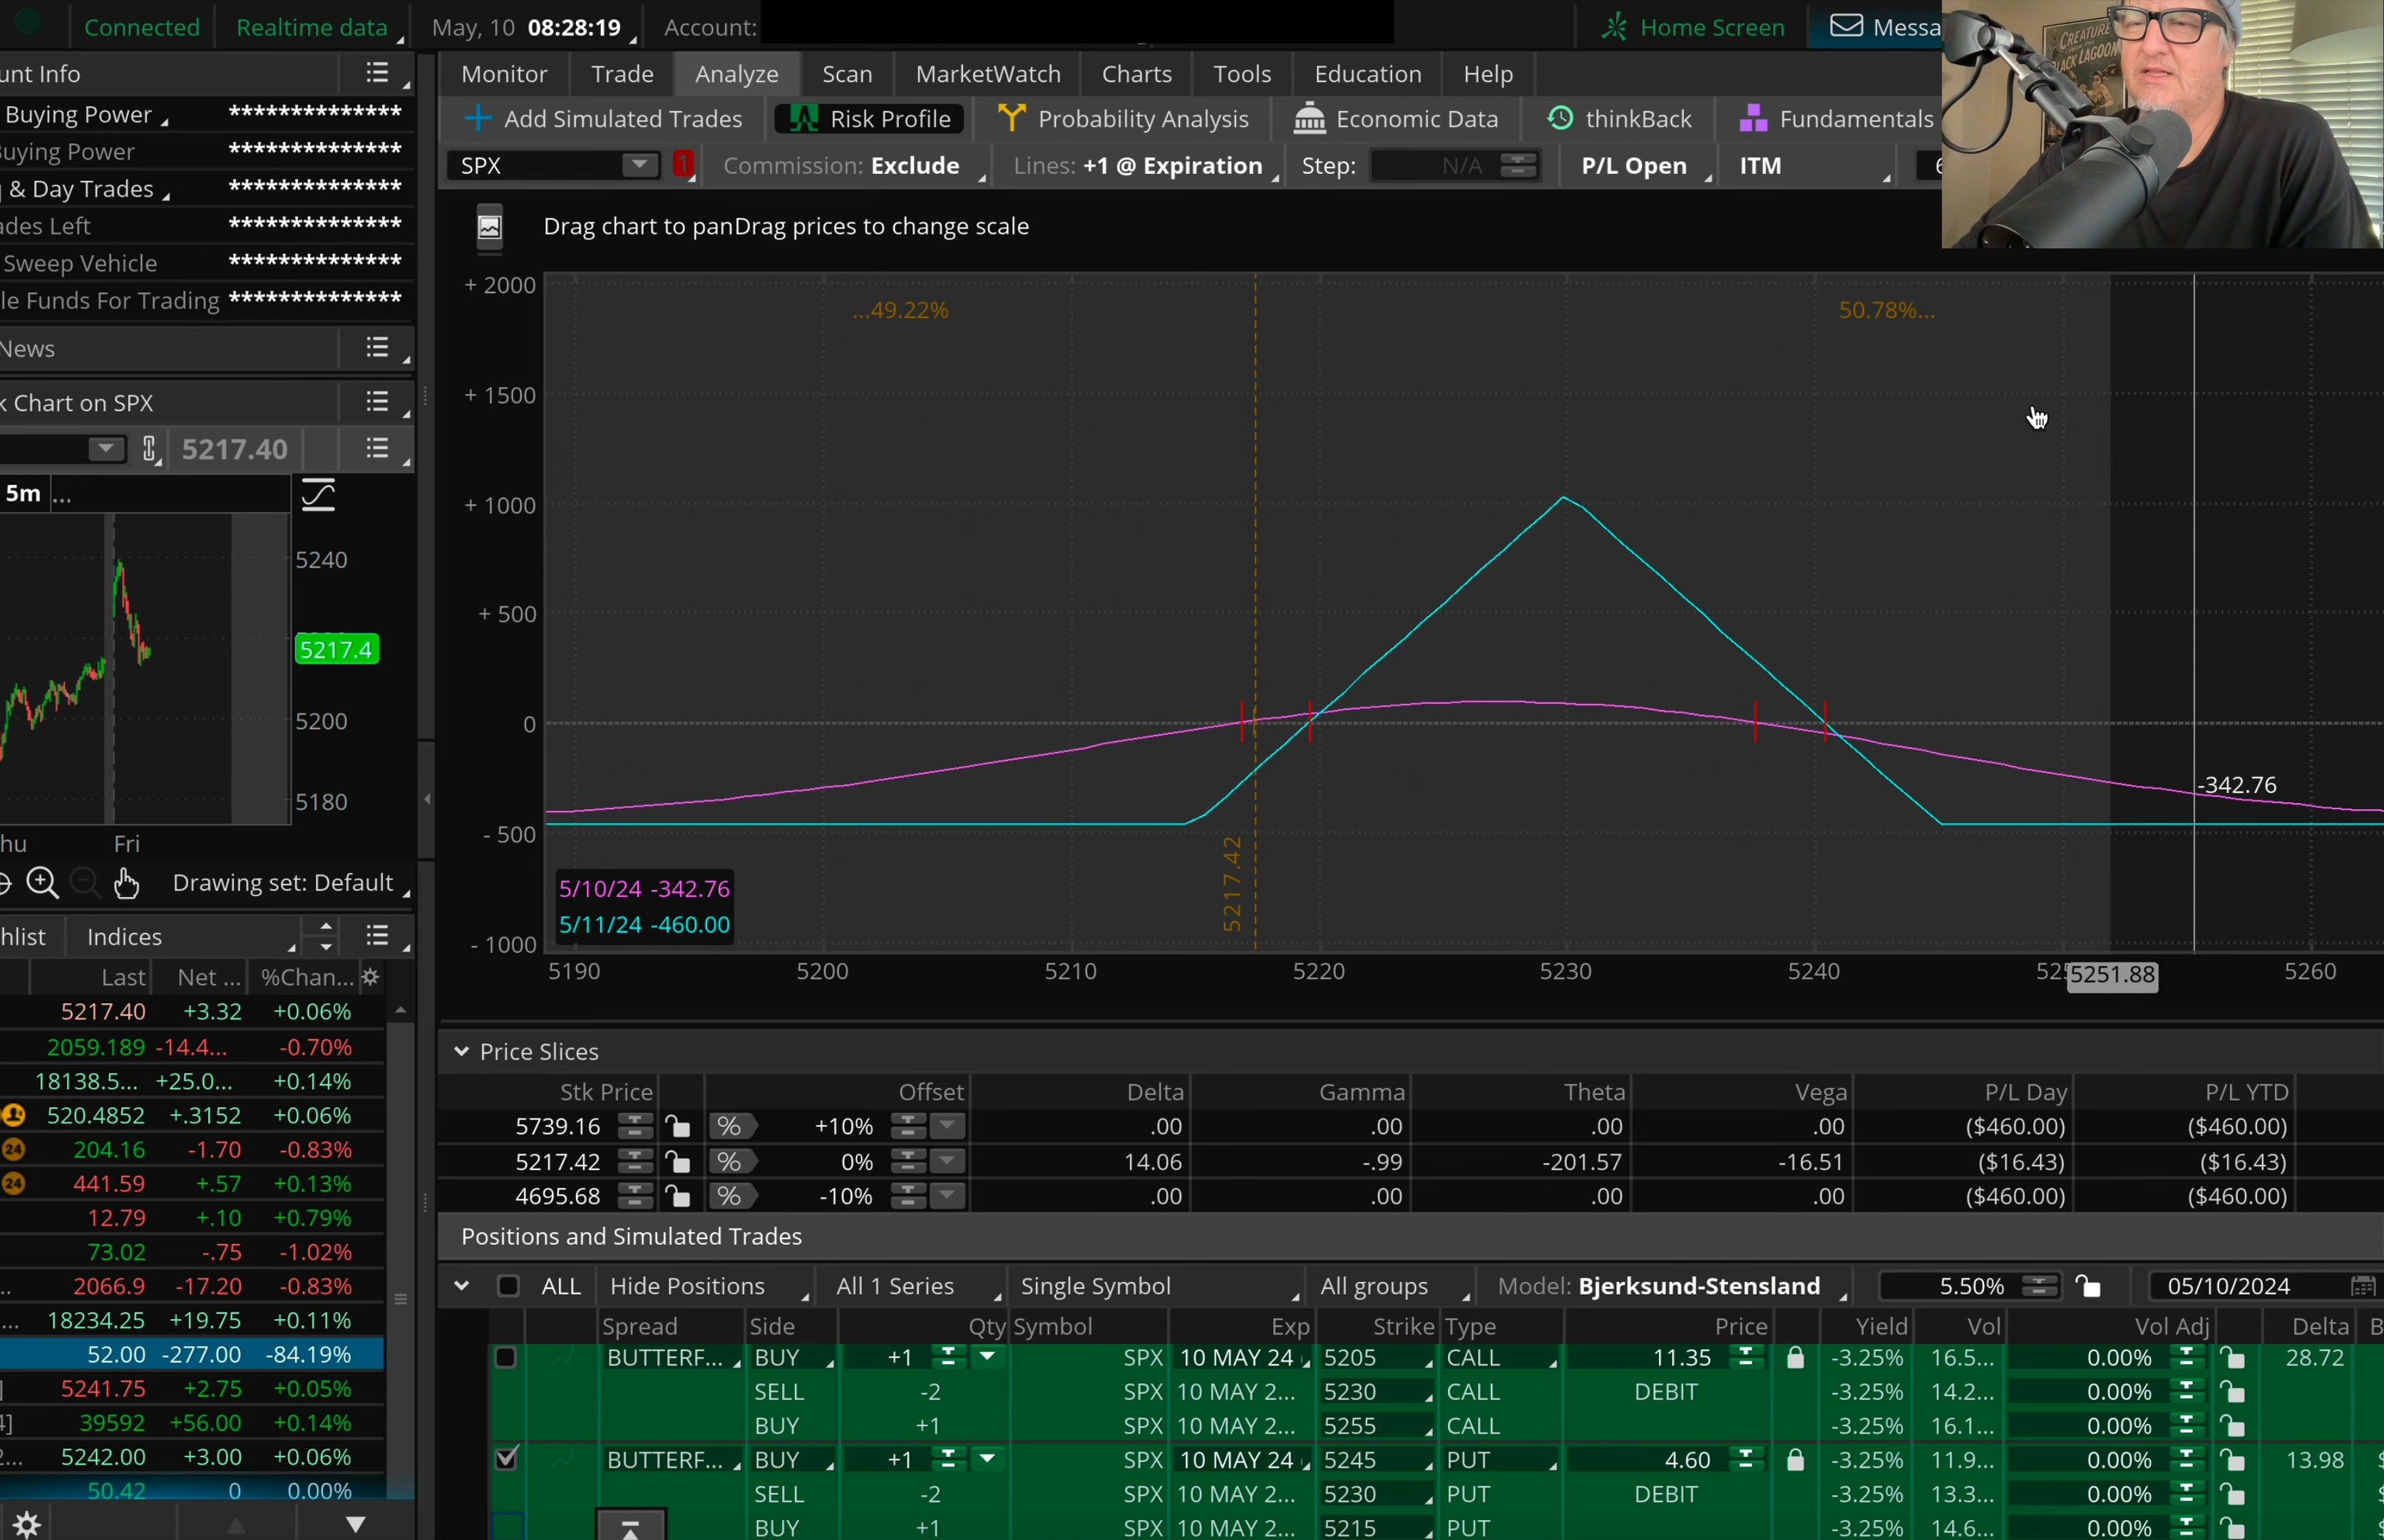 Connected Realtime data May, 10 08:28:19 Account: Home Screen Messa
unt Info
Buying Power **************
Buying Power **************
& Day Trades **************
ades Left **************
Sweep Vehicle **************
le Funds For Trading **************
News
k Chart on SPX
5217.40
5m ...
5240
5217.4
5200
5180
hu Fri
Drawing set: Default
hlist Indices
Last Net ... %Chan...
5217.40 +3.32 +0.06%
2059.189 -14.4... -0.70%
18138.5... +25.0... +0.14%
520.4852 +.3152 +0.06%
24 204.16 -1.70 -0.83%
24 441.59 +.57 +0.13%
12.79 +.10 +0.79%
73.02 -.75 -1.02%
.. 2066.9 -17.20 -0.83%
... 18234.25 +19.75 +0.11%
52.00 -277.00 -84.19%
] 5241.75 +2.75 +0.05%
4] 39592 +56.00 +0.14%
2... 5242.00 +3.00 +0.06%
50.42 0 0.00%
Monitor Trade Analyze Scan MarketWatch Charts Tools Education Help
Add Simulated Trades Risk Profile Probability Analysis Economic Data thinkBack Fundamentals
SPX 1 Commission: Exclude Lines: +1 @ Expiration Step: N/A P/L Open ITM 6
CREATURE
BLACK LAGOON
Drag chart to panDrag prices to change scale
+ 2000
...49.22% 50.78%...
+ 1500
+ 1000
+ 500
0
-342.76
- 500
5217.42
5/10/24 -342.76
5/11/24 -460.00
- 1000
5190 5200 5210 5220 5230 5240 525 5251.88 5260
Price Slices
Stk Price Offset Delta Gamma Theta Vega P/L Day P/L YTD
5739.16 % +10% .00 .00 .00 .00 ($460.00) ($460.00)
5217.42 % 0% 14.06 -.99 -201.57 -16.51 ($16.43) ($16.43)
4695.68 % -10% .00 .00 .00 .00 ($460.00) ($460.00)
Positions and Simulated Trades
ALL Hide Positions All 1 Series Single Symbol All groups Model: Bjerksund-Stensland 5.50% 05/10/2024
Spread Side Qty Symbol Exp Strike Type Price Yield Vol Vol Adj Delta B
BUTTERF... BUY +1 SPX 10 MAY 24 5205 CALL 11.35 -3.25% 16.5... 0.00% 28.72
SELL -2 SPX 10 MAY 2... 5230 CALL DEBIT -3.25% 14.2... 0.00%
BUY +1 SPX 10 MAY 2... 5255 CALL -3.25% 16.1... 0.00%
BUTTERF... BUY +1 SPX 10 MAY 24 5245 PUT 4.60 -3.25% 11.9... 0.00% 13.98 $
SELL -2 SPX 10 MAY 2... 5230 PUT DEBIT -3.25% 13.3... 0.00%
BUY +1 SPX 10 MAY 2... 5215 PUT -3.25% 14.6... 0.00%